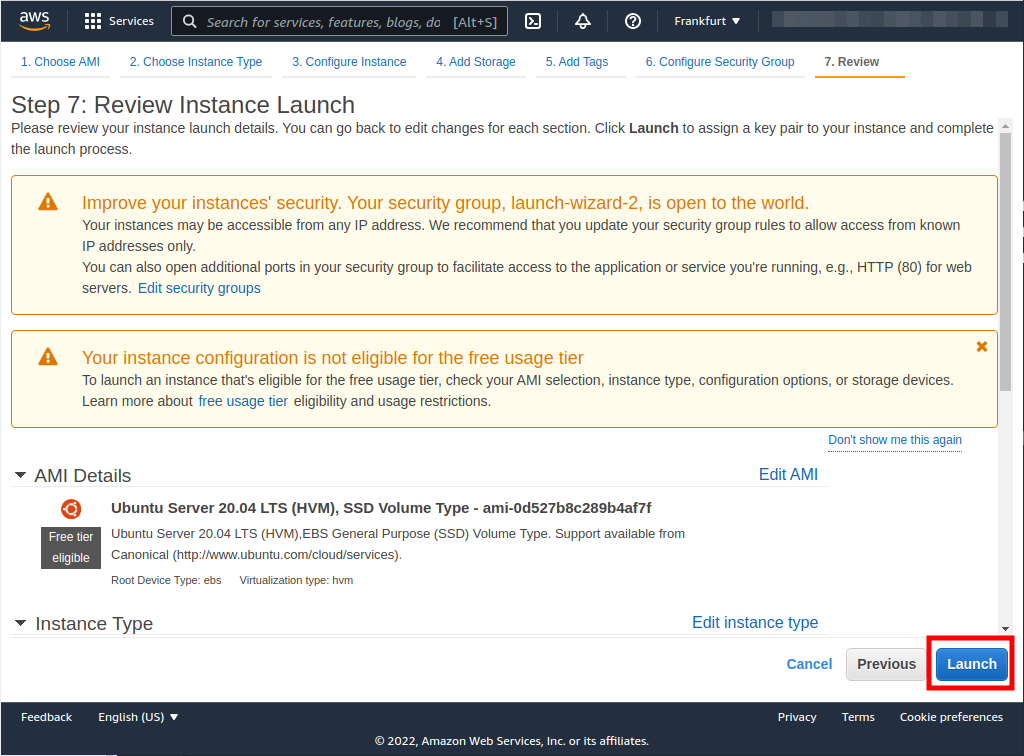 aws
Services
Search for services, features, blogs, do [Alt+S]
Frankfurt ▼
1. Choose AMI
2. Choose Instance Type
3. Configure Instance
4. Add Storage
5. Add Tags
6. Configure Security Group
7. Review
Step 7: Review Instance Launch
Please review your instance launch details. You can go back to edit changes for each section. Click Launch to assign a key pair to your instance and complete
the launch process.
Improve your instances' security. Your security group, launch-wizard-2, is open to the world.
Your instances may be accessible from any IP address. We recommend that you update your security group rules to allow access from known
IP addresses only.
You can also open additional ports in your security group to facilitate access to the application or service you're running, e.g., HTTP (80) for web
servers. Edit security groups
Your instance configuration is not eligible for the free usage tier
To launch an instance that's eligible for the free usage tier, check your AMI selection, instance type, configuration options, or storage devices.
Learn more about free usage tier eligibility and usage restrictions.
Don't show me this again
AMI Details
Edit AMI
Free tier
eligible
Ubuntu Server 20.04 LTS (HVM), SSD Volume Type - ami-0d527b8c289b4af7f
Ubuntu Server 20.04 LTS (HVM),EBS General Purpose (SSD) Volume Type. Support available from
Canonical (http://www.ubuntu.com/cloud/services).
Root Device Type: ebs Virtualization type: hvm
Instance Type
Edit instance type
Cancel
Previous
Launch
Feedback
English (US) ▼
Privacy
Terms
Cookie preferences
© 2022, Amazon Web Services, Inc. or its affiliates.